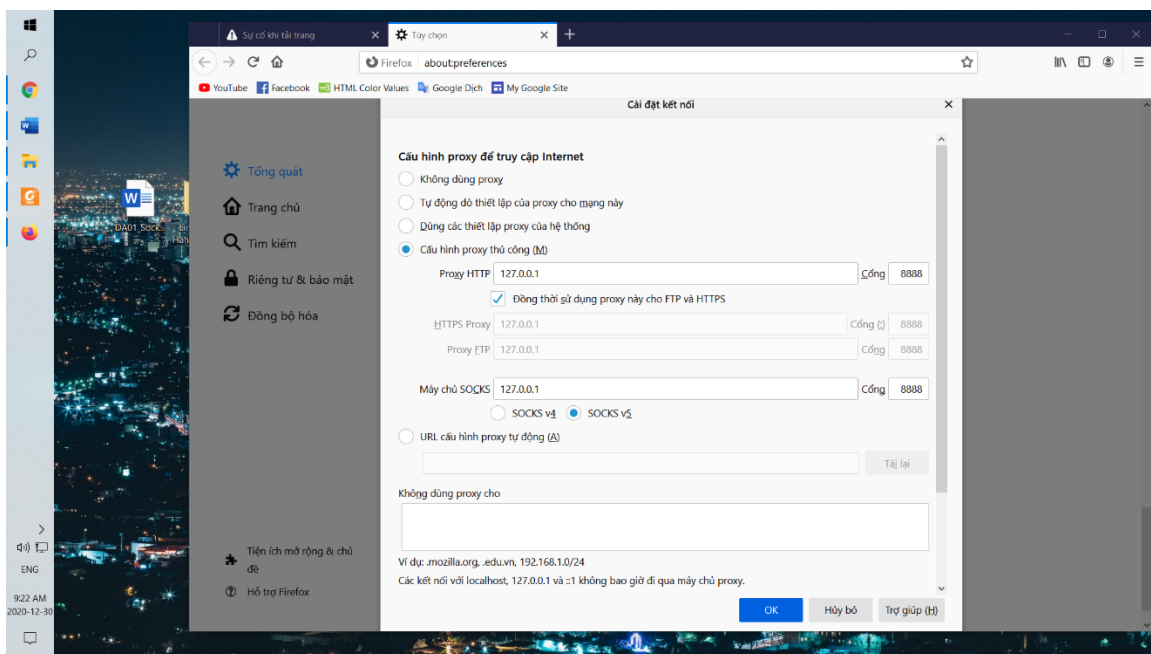 Sự cố khi tải trang
Tùy chọn
Firefox about:preferences
YouTube Facebook HTML Color Values Google Dịch My Google Site
Cài đặt kết nối
Cấu hình proxy để truy cập Internet
Không dùng proxy
Tự động dò thiết lập của proxy cho mạng này
Dùng các thiết lập proxy của hệ thống
Cấu hình proxy thủ công (M)
Proxy HTTP 127.0.0.1 Cổng 8888
Đồng thời sử dụng proxy này cho FTP và HTTPS
HTTPS Proxy 127.0.0.1 Cổng (:) 8888
Proxy FTP 127.0.0.1 Cổng 8888
Máy chủ SOCKS 127.0.0.1 Cổng 8888
SOCKS v4 SOCKS v5
URL cấu hình proxy tự động (A)
Tải lại
Không dùng proxy cho
Ví dụ: .mozilla.org, .edu.vn, 192.168.1.0/24
Các kết nối với localhost, 127.0.0.1 và ::1 không bao giờ đi qua máy chủ proxy.
OK Hủy bỏ Trợ giúp (H)
Tổng quát
Trang chủ
Tìm kiếm
Riêng tư & bảo mật
Đồng bộ hóa
Tiện ích mở rộng & chủ
đề
Hỗ trợ Firefox
DA01_Sock...
ENG
9:22 AM
2020-12-30